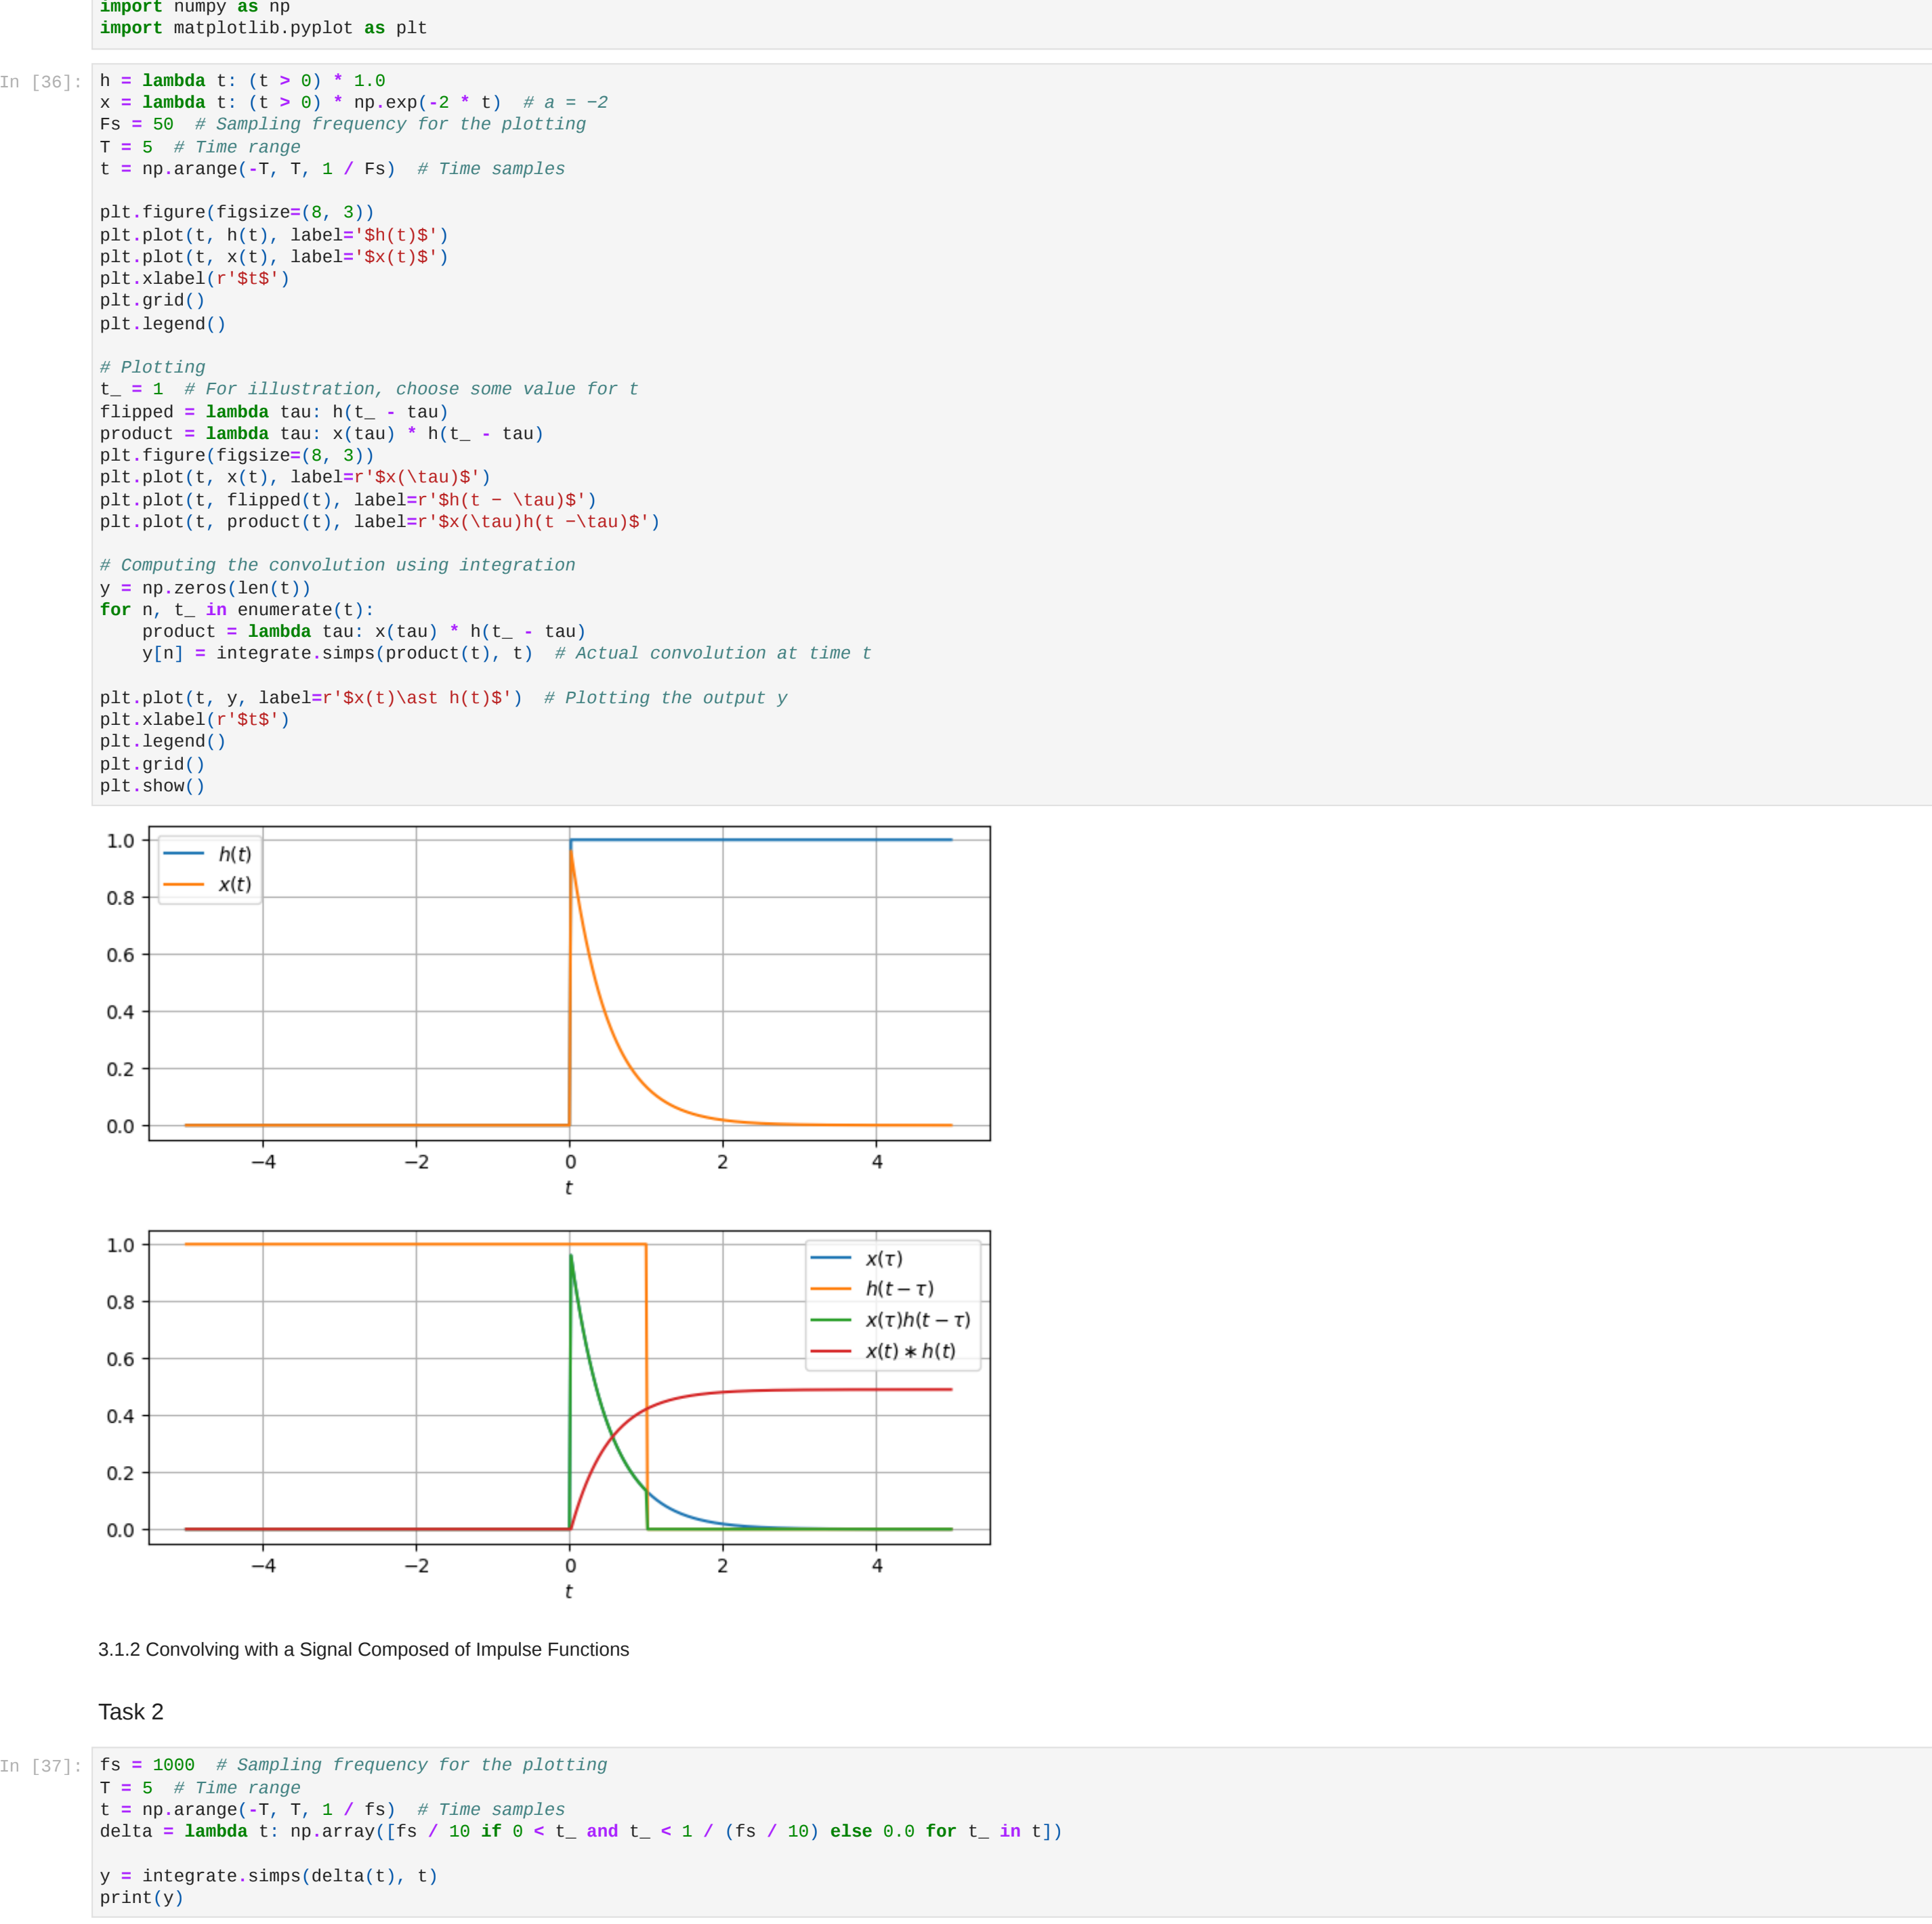 import numpy as np
import matplotlib.pyplot as plt
In [36]:
h = lambda t: (t > 0) * 1.0
x = lambda t: (t > 0) * np.exp(-2 * t)  # a = −2
Fs = 50  # Sampling frequency for the plotting
T = 5  # Time range
t = np.arange(-T, T, 1 / Fs)  # Time samples
plt.figure(figsize=(8, 3))
plt.plot(t, h(t), label='$h(t)$')
plt.plot(t, x(t), label='$x(t)$')
plt.xlabel(r'$t$')
plt.grid()
plt.legend()
# Plotting
t_ = 1  # For illustration, choose some value for t
flipped = lambda tau: h(t_ - tau)
product = lambda tau: x(tau) * h(t_ - tau)
plt.figure(figsize=(8, 3))
plt.plot(t, x(t), label=r'$x(\tau)$')
plt.plot(t, flipped(t), label=r'$h(t − \tau)$')
plt.plot(t, product(t), label=r'$x(\tau)h(t −\tau)$')
# Computing the convolution using integration
y = np.zeros(len(t))
for n, t_ in enumerate(t):
    product = lambda tau: x(tau) * h(t_ - tau)
    y[n] = integrate.simps(product(t), t)  # Actual convolution at time t
plt.plot(t, y, label=r'$x(t)\ast h(t)$')  # Plotting the output y
plt.xlabel(r'$t$')
plt.legend()
plt.grid()
plt.show()
1.0
0.8
0.6
0.4
0.2
0.0
h(t)
x(t)
−4 −2 0 2 4
t
1.0
0.8
0.6
0.4
0.2
0.0
x(τ)
h(t − τ)
x(τ)h(t − τ)
x(t) ∗ h(t)
−4 −2 0 2 4
t
3.1.2 Convolving with a Signal Composed of Impulse Functions
Task 2
In [37]:
fs = 1000  # Sampling frequency for the plotting
T = 5  # Time range
t = np.arange(-T, T, 1 / fs)  # Time samples
delta = lambda t: np.array([fs / 10 if 0 < t_ and t_ < 1 / (fs / 10) else 0.0 for t_ in t])
y = integrate.simps(delta(t), t)
print(y)